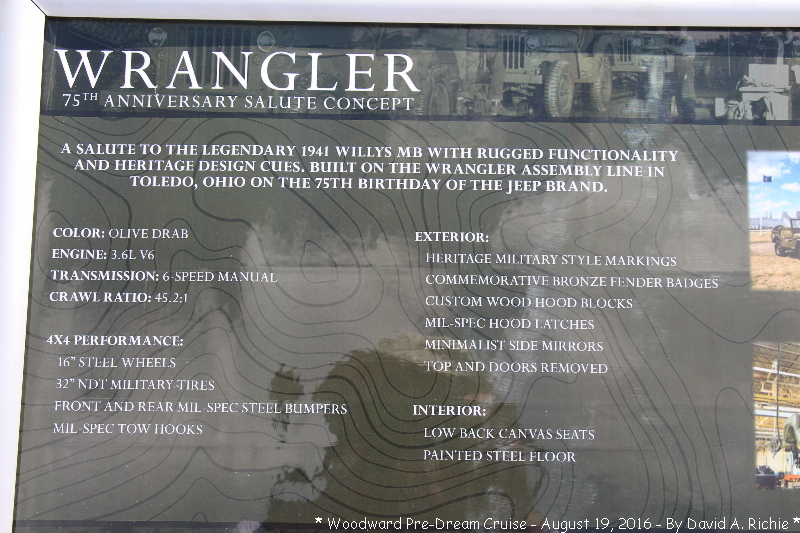 WRANGLER
75TH ANNIVERSARY SALUTE CONCEPT
A SALUTE TO THE LEGENDARY 1941 WILLYS MB WITH RUGGED FUNCTIONALITY
AND HERITAGE DESIGN CUES. BUILT ON THE WRANGLER ASSEMBLY LINE IN
TOLEDO, OHIO ON THE 75TH BIRTHDAY OF THE JEEP BRAND.
COLOR: OLIVE DRAB
ENGINE: 3.6L V6
TRANSMISSION: 6-SPEED MANUAL
CRAWL RATIO: 45.2:1
4X4 PERFORMANCE:
16" STEEL WHEELS
32" NDT MILITARY TIRES
FRONT AND REAR MIL-SPEC STEEL BUMPERS
MIL-SPEC TOW HOOKS
EXTERIOR:
HERITAGE MILITARY STYLE MARKINGS
COMMEMORATIVE BRONZE FENDER BADGES
CUSTOM WOOD HOOD BLOCKS
MIL-SPEC HOOD LATCHES
MINIMALIST SIDE MIRRORS
TOP AND DOORS REMOVED
INTERIOR:
LOW BACK CANVAS SEATS
PAINTED STEEL FLOOR
* Woodward Pre-Dream Cruise - August 19, 2016 - By David A. Richie *